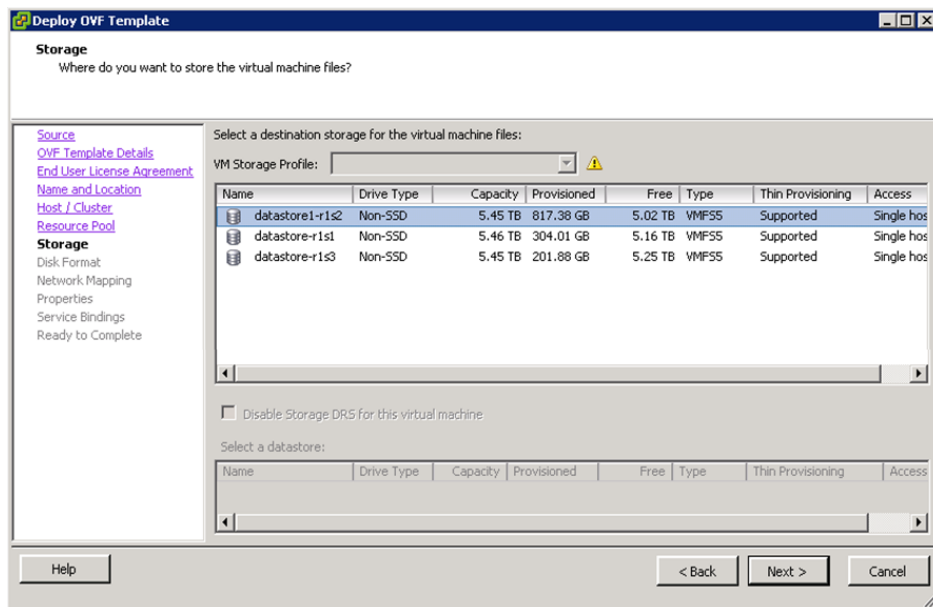 Deploy OVF Template
Storage
Where do you want to store the virtual machine files?
Source
OVF Template Details
End User License Agreement
Name and Location
Host / Cluster
Resource Pool
Storage
Disk Format
Network Mapping
Properties
Service Bindings
Ready to Complete
Select a destination storage for the virtual machine files:
VM Storage Profile:
Name Drive Type Capacity Provisioned Free Type Thin Provisioning Access
datastore1-r1s2 Non-SSD 5.45 TB 817.38 GB 5.02 TB VMFS5 Supported Single hos
datastore-r1s1 Non-SSD 5.46 TB 304.01 GB 5.16 TB VMFS5 Supported Single hos
datastore-r1s3 Non-SSD 5.45 TB 201.88 GB 5.25 TB VMFS5 Supported Single hos
Disable Storage DRS for this virtual machine
Select a datastore:
Name Drive Type Capacity Provisioned Free Type Thin Provisioning Access
Help < Back Next > Cancel